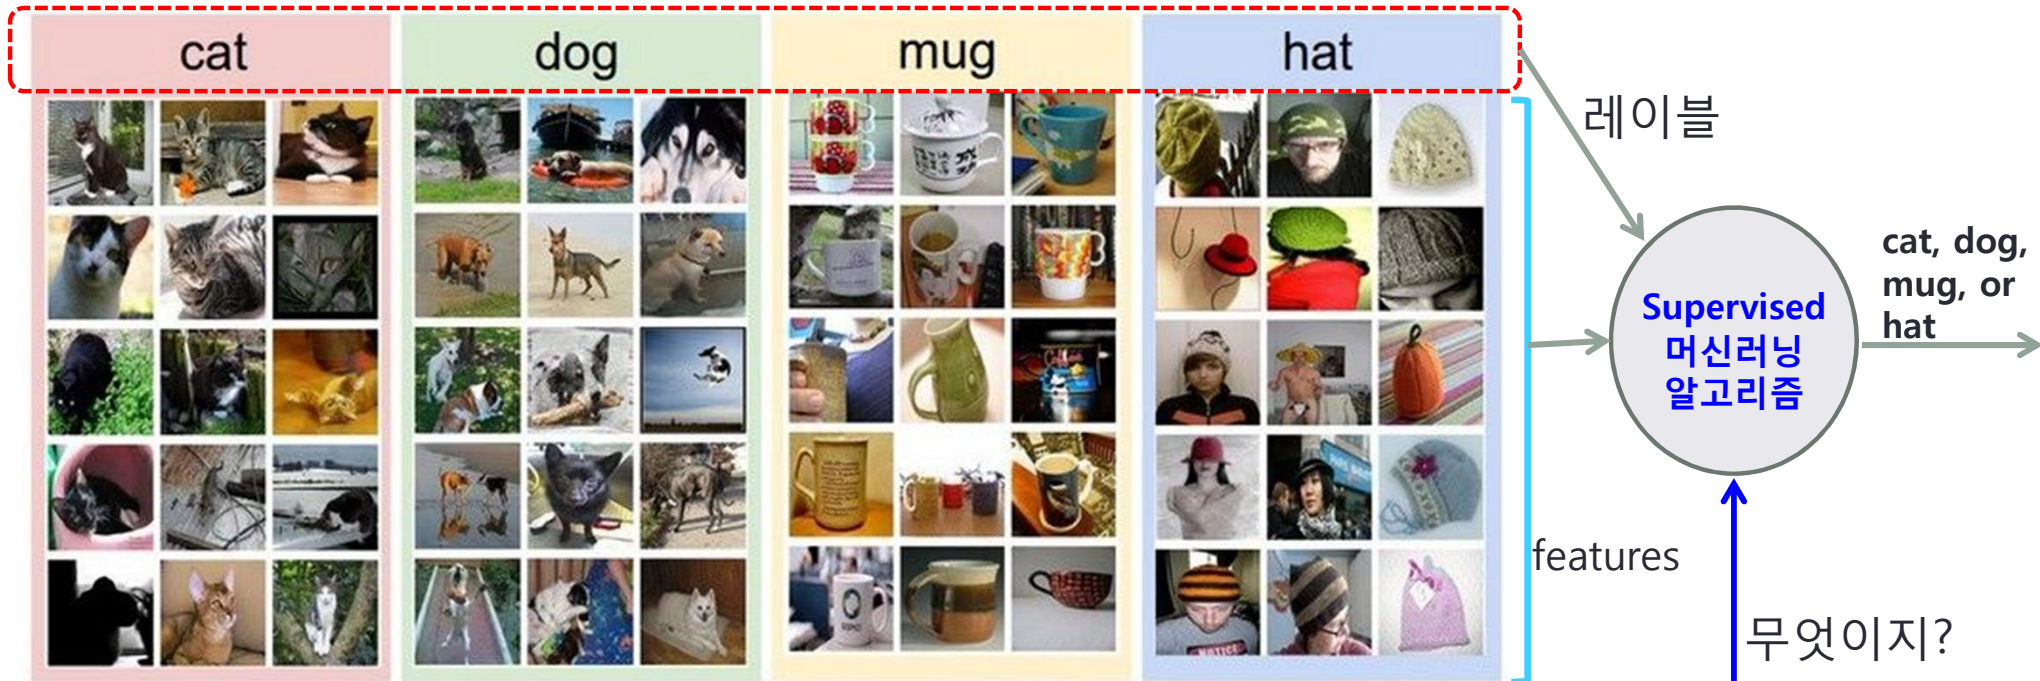 cat
dog
mug
hat
레이블
cat, dog,
mug, or
hat
Supervised
머신러닝
알고리즘
features
무엇이지?
NOTICE